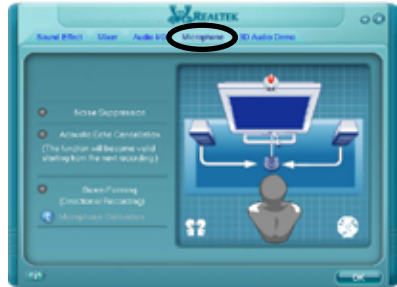 REALTEK
Sound Effect Mixer Audio I/O Microphone 3D Audio Demo
Noise Suppression
Acoustic Echo Cancellation
(The function will become valid
starting from the next recording.)
Beam Forming
(Directional Recording)
Microphone Calibration
OK